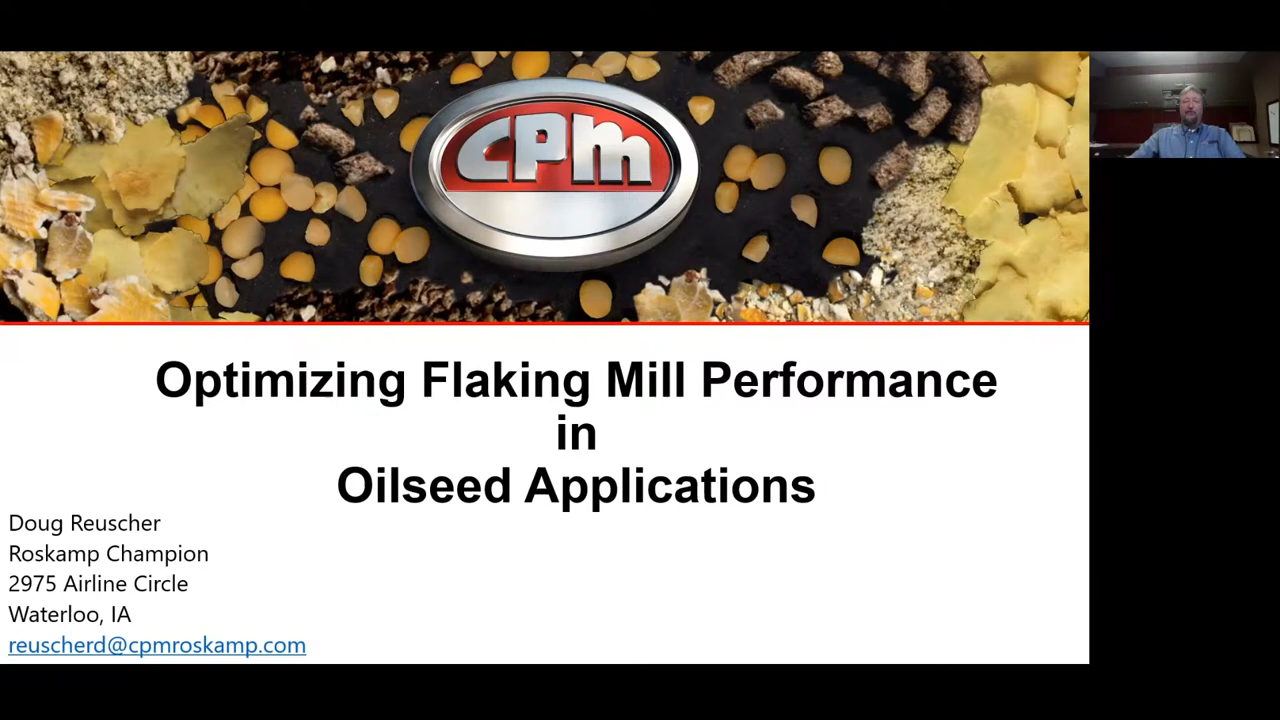 CPM
Optimizing Flaking Mill Performance
in
Oilseed Applications
Doug Reuscher
Roskamp Champion
2975 Airline Circle
Waterloo, IA
reuscherd@cpmroskamp.com